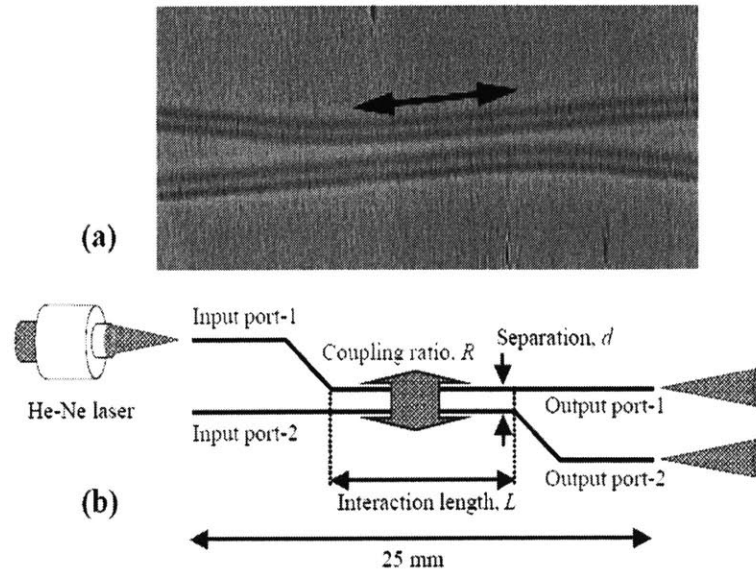 (a)
Input port-1
Coupling ratio, R
Separation, d
He-Ne laser
Input port-2
Output port-1
Interaction length, L
Output port-2
(b)
25 mm